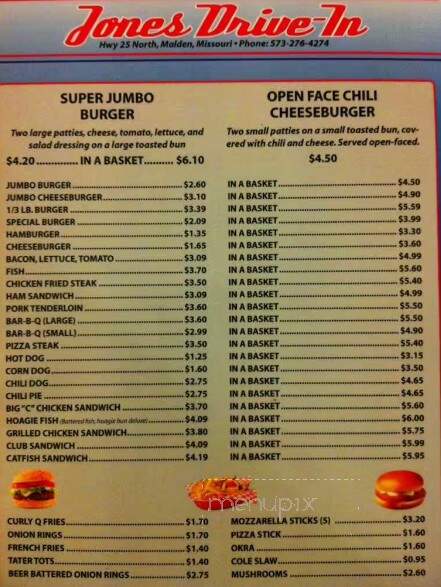 Jones Drive-In
Hwy 25 North, Malden, Missouri • Phone: 573-276-4274
SUPER JUMBO
BURGER
Two large patties, cheese, tomato, lettuce, and
salad dressing on a large toasted bun
$4.20 ............. IN A BASKET.......... $6.10
OPEN FACE CHILI
CHEESEBURGER
Two small patties on a small toasted bun, cov-
ered with chili and cheese. Served open-faced.
$4.50
JUMBO BURGER $2.60 IN A BASKET $4.50
JUMBO CHEESEBURGER $3.10 IN A BASKET $4.90
1/3 LB. BURGER $3.39 IN A BASKET $5.59
SPECIAL BURGER $2.09 IN A BASKET $3.99
HAMBURGER $1.35 IN A BASKET $3.30
CHEESEBURGER $1.65 IN A BASKET $3.60
BACON, LETTUCE, TOMATO $3.09 IN A BASKET $4.99
FISH $3.70 IN A BASKET $5.60
CHICKEN FRIED STEAK $3.50 IN A BASKET $5.40
HAM SANDWICH $3.09 IN A BASKET $4.99
PORK TENDERLOIN $3.60 IN A BASKET $5.50
BAR-B-Q (LARGE) $3.60 IN A BASKET $5.50
BAR-B-Q (SMALL) $2.99 IN A BASKET $4.90
PIZZA STEAK $3.50 IN A BASKET $5.40
HOT DOG $1.25 IN A BASKET $3.15
CORN DOG $1.60 IN A BASKET $3.50
CHILI DOG $2.75 IN A BASKET $4.65
CHILI PIE $2.75 IN A BASKET $4.65
BIG "C" CHICKEN SANDWICH $3.70 IN A BASKET $5.60
HOAGIE FISH (Battered fish, hoagie bun deluxe) $4.09 IN A BASKET $6.00
GRILLED CHICKEN SANDWICH $3.80 IN A BASKET $5.75
CLUB SANDWICH $4.09 IN A BASKET $5.99
CATFISH SANDWICH $4.19 IN A BASKET $5.95
menupix
CURLY Q FRIES $1.70 MOZZARELLA STICKS (5) $3.20
ONION RINGS $1.70 PIZZA STICK $1.60
FRENCH FRIES $1.40 OKRA $1.60
TATER TOTS $1.40 COLE SLAW $0.95
BEER BATTERED ONION RINGS $2.75 MUSHROOMS $2.60